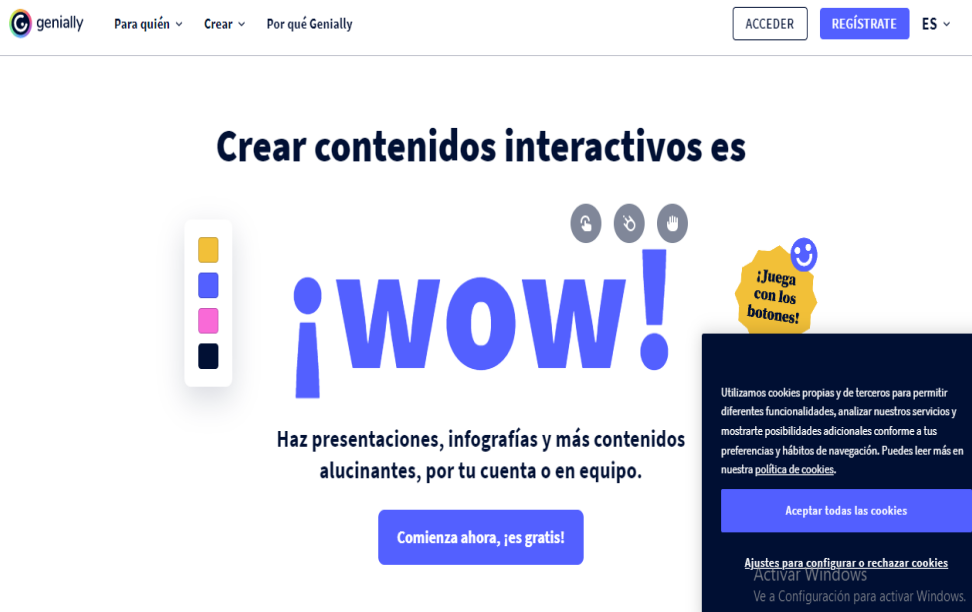 genially
Para quién
Crear
Por qué Genially
ACCEDER
REGÍSTRATE
ES
Crear contenidos interactivos es
¡wow!
¡Juega
con los
botones!
Haz presentaciones, infografías y más contenidos
alucinantes, por tu cuenta o en equipo.
Comienza ahora, ¡es gratis!
Utilizamos cookies propias y de terceros para permitir
diferentes funcionalidades, analizar nuestros servicios y
mostrarte posibilidades adicionales conforme a tus
preferencias y hábitos de navegación. Puedes leer más en
nuestra política de cookies.
Aceptar todas las cookies
Ajustes para configurar o rechazar cookies
Activar Windows
Ve a Configuración para activar Windows.